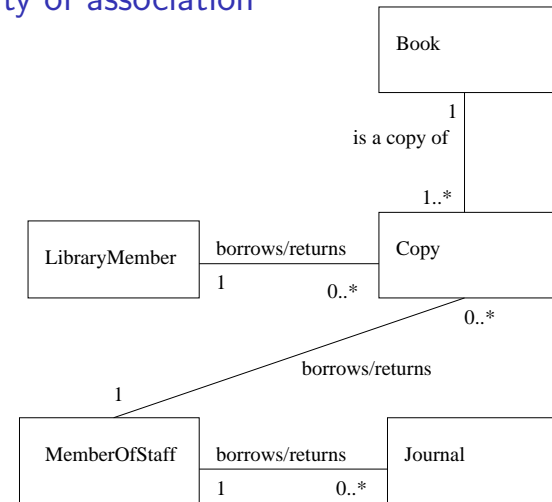 ty of association
Book
1
is a copy of
1..*
LibraryMember
borrows/returns
Copy
1
0..*
0..*
borrows/returns
1
MemberOfStaff
borrows/returns
Journal
1
0..*